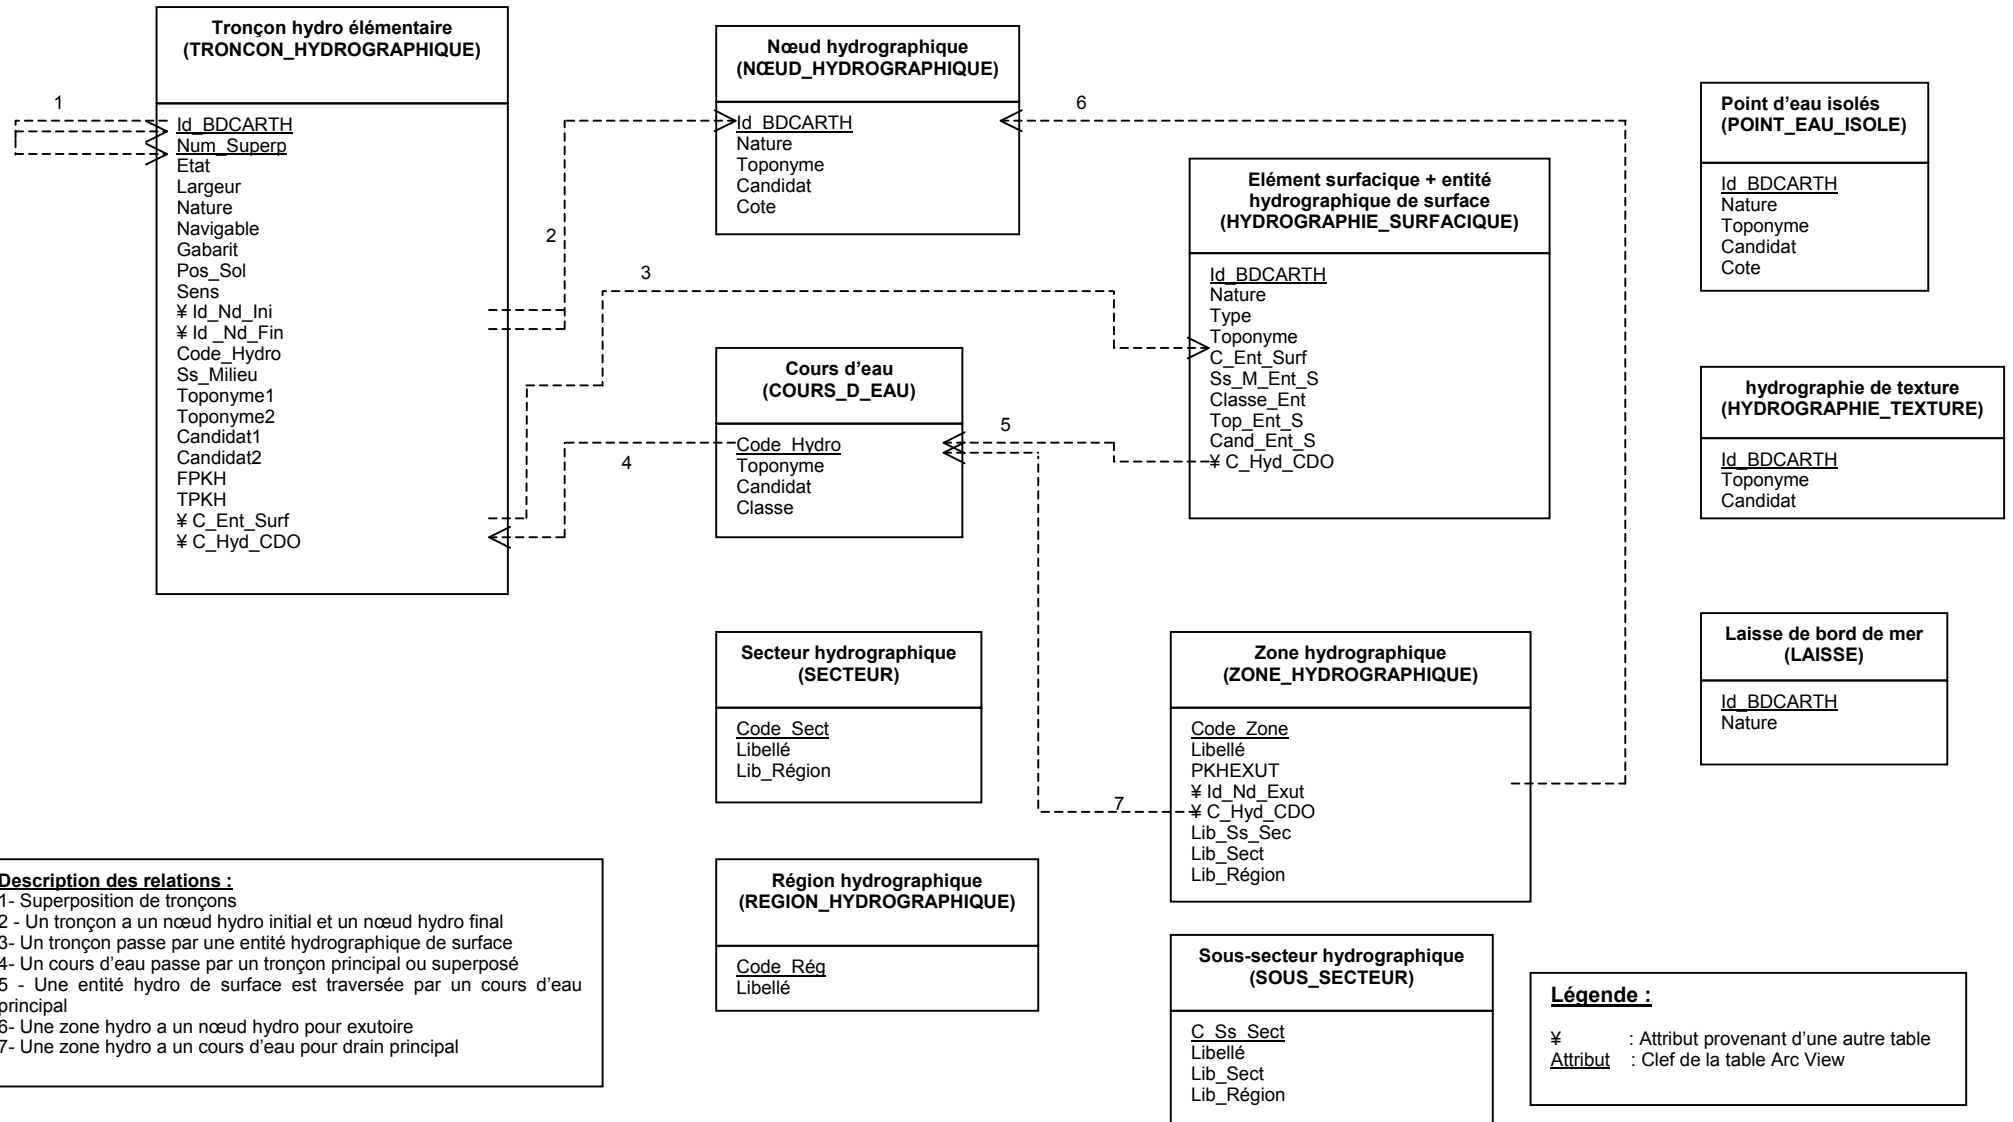 Tronçon hydro élémentaire
(TRONCON_HYDROGRAPHIQUE)
1
Id_BDCARTH
Num_Superp
Etat
Largeur
Nature
Navigable
Gabarit
Pos_Sol
Sens
¥ Id_Nd_Ini
¥ Id _Nd_Fin
Code_Hydro
Ss_Milieu
Toponyme1
Toponyme2
Candidat1
Candidat2
FPKH
TPKH
¥ C_Ent_Surf
¥ C_Hyd_CDO
Nœud hydrographique
(NŒUD_HYDROGRAPHIQUE)
Id_BDCARTH
Nature
Toponyme
Candidat
Cote
2
3
4
5
6
7
Cours d'eau
(COURS_D_EAU)
Code_Hydro
Toponyme
Candidat
Classe
Elément surfacique + entité
hydrographique de surface
(HYDROGRAPHIE_SURFACIQUE)
Id_BDCARTH
Nature
Type
Toponyme
C_Ent_Surf
Ss_M_Ent_S
Classe_Ent
Top_Ent_S
Cand_Ent_S
¥ C_Hyd_CDO
Point d'eau isolés
(POINT_EAU_ISOLE)
Id_BDCARTH
Nature
Toponyme
Candidat
Cote
hydrographie de texture
(HYDROGRAPHIE_TEXTURE)
Id_BDCARTH
Toponyme
Candidat
Laisse de bord de mer
(LAISSE)
Id_BDCARTH
Nature
Secteur hydrographique
(SECTEUR)
Code_Sect
Libellé
Lib_Région
Zone hydrographique
(ZONE_HYDROGRAPHIQUE)
Code_Zone
Libellé
PKHEXUT
¥ Id_Nd_Exut
¥ C_Hyd_CDO
Lib_Ss_Sec
Lib_Sect
Lib_Région
Région hydrographique
(REGION_HYDROGRAPHIQUE)
Code_Rég
Libellé
Sous-secteur hydrographique
(SOUS_SECTEUR)
C_Ss_Sect
Libellé
Lib_Sect
Lib_Région
Description des relations :
1- Superposition de tronçons
2 - Un tronçon a un nœud hydro initial et un nœud hydro final
3- Un tronçon passe par une entité hydrographique de surface
4- Un cours d'eau passe par un tronçon principal ou superposé
5 - Une entité hydro de surface est traversée par un cours d'eau
principal
6- Une zone hydro a un nœud hydro pour exutoire
7- Une zone hydro a un cours d'eau pour drain principal
Légende :
¥ : Attribut provenant d'une autre table
Attribut : Clef de la table Arc View